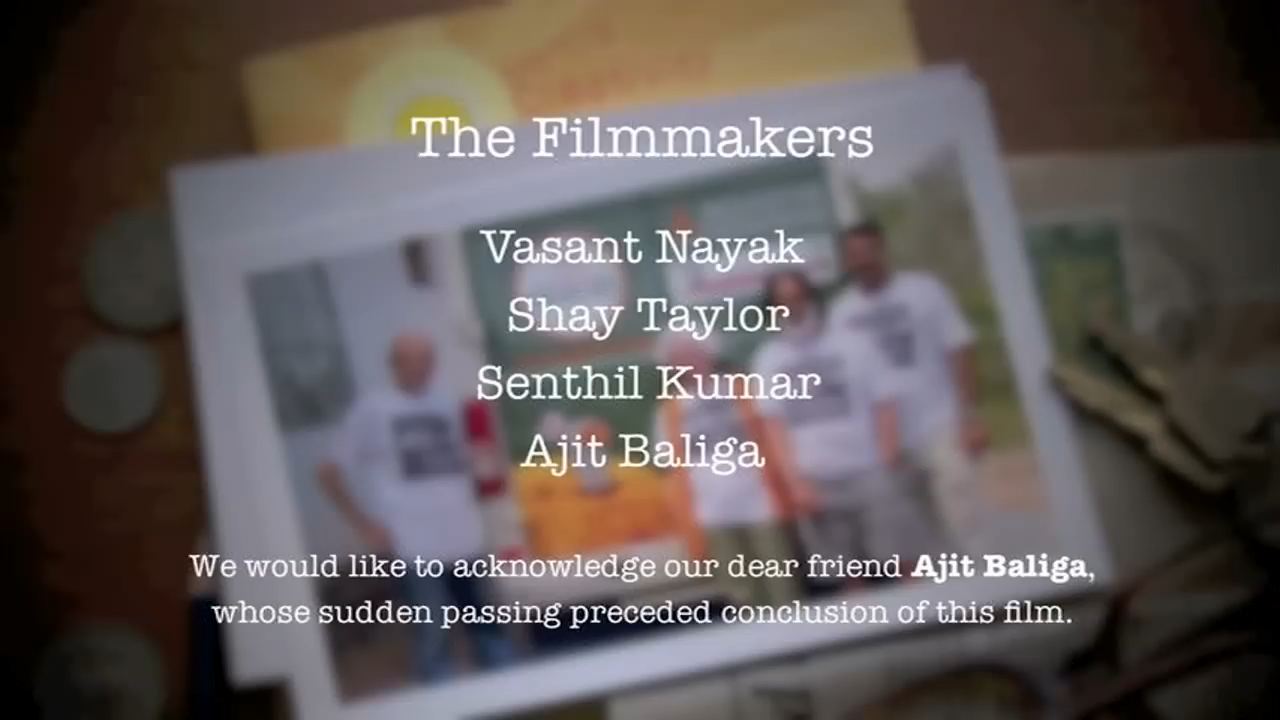 The Filmmakers
Vasant Nayak
Shay Taylor
Senthil Kumar
Ajit Baliga
We would like to acknowledge our dear friend Ajit Baliga,
whose sudden passing preceded conclusion of this film.